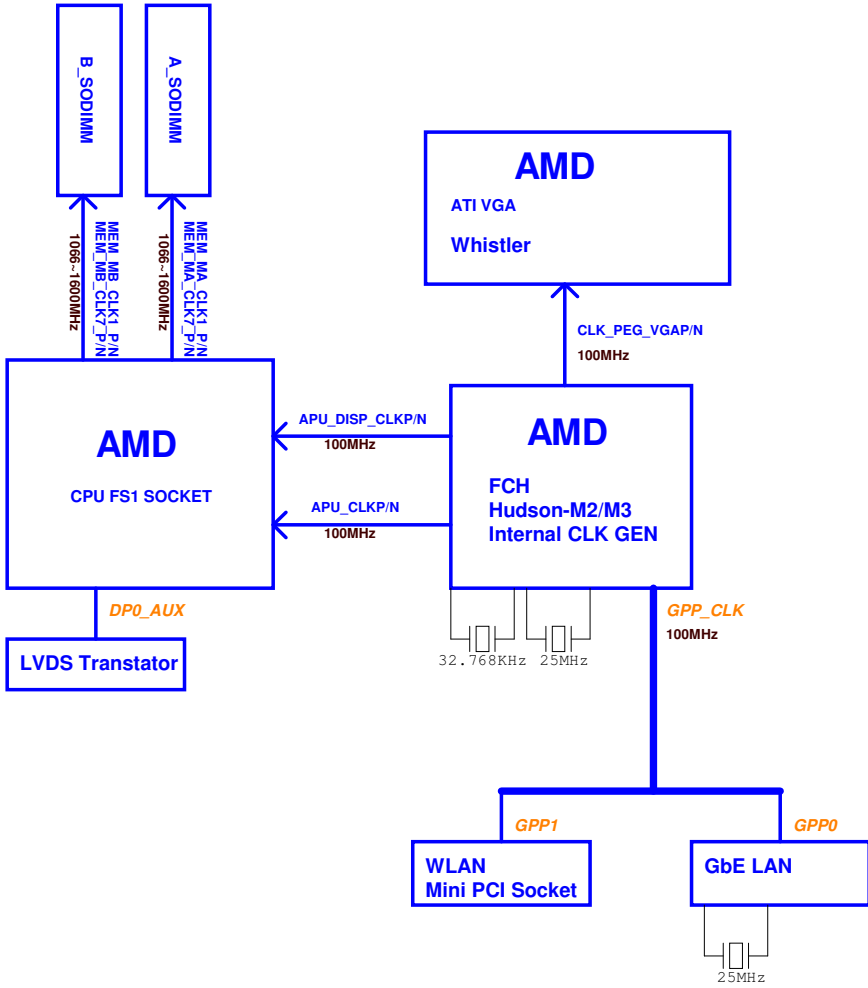 B_SODIMM
A_SODIMM
MEM_MB_CLK1_P/N
MEM_MB_CLK7_P/N
1066~1600MHz
MEM_MA_CLK1_P/N
MEM_MA_CLK7_P/N
1066~1600MHz
AMD
ATI VGA
Whistler
CLK_PEG_VGAP/N
100MHz
AMD
CPU FS1 SOCKET
APU_DISP_CLKP/N
100MHz
APU_CLKP/N
100MHz
AMD
FCH
Hudson-M2/M3
Internal CLK GEN
DP0_AUX
LVDS Transtator
32.768KHz
25MHz
GPP_CLK
100MHz
GPP1
WLAN
Mini PCI Socket
GPP0
GbE LAN
25MHz